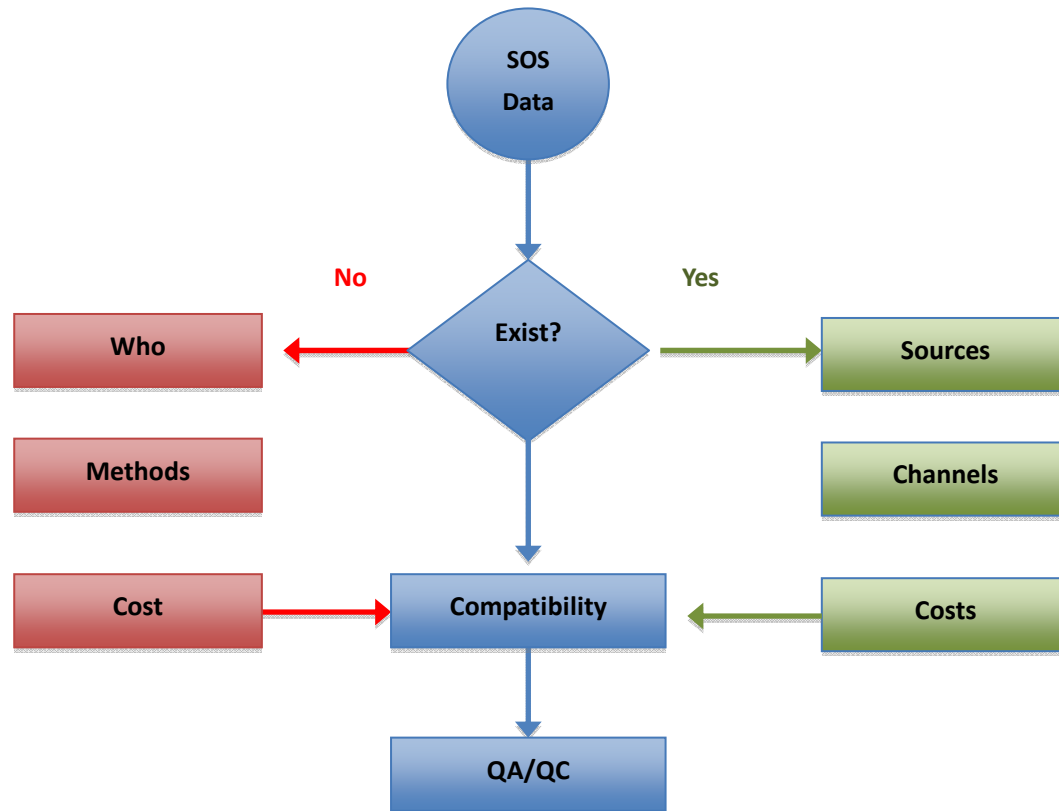 SOS
Data
No
Yes
Exist?
Who
Sources
Methods
Channels
Cost
Compatibility
Costs
QA/QC